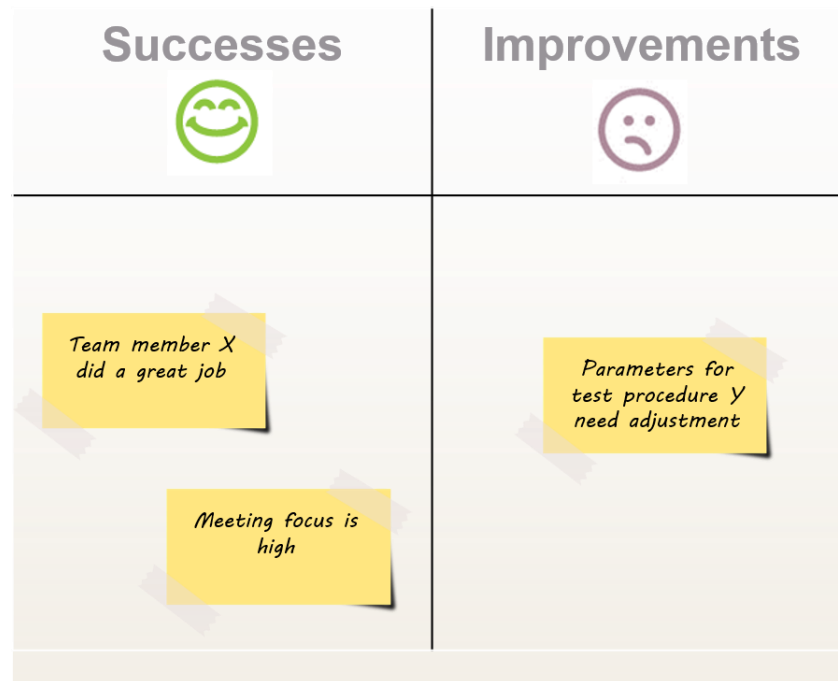 Successes
Improvements
Team member X
did a great job
Parameters for
test procedure Y
need adjustment
Meeting focus is
high